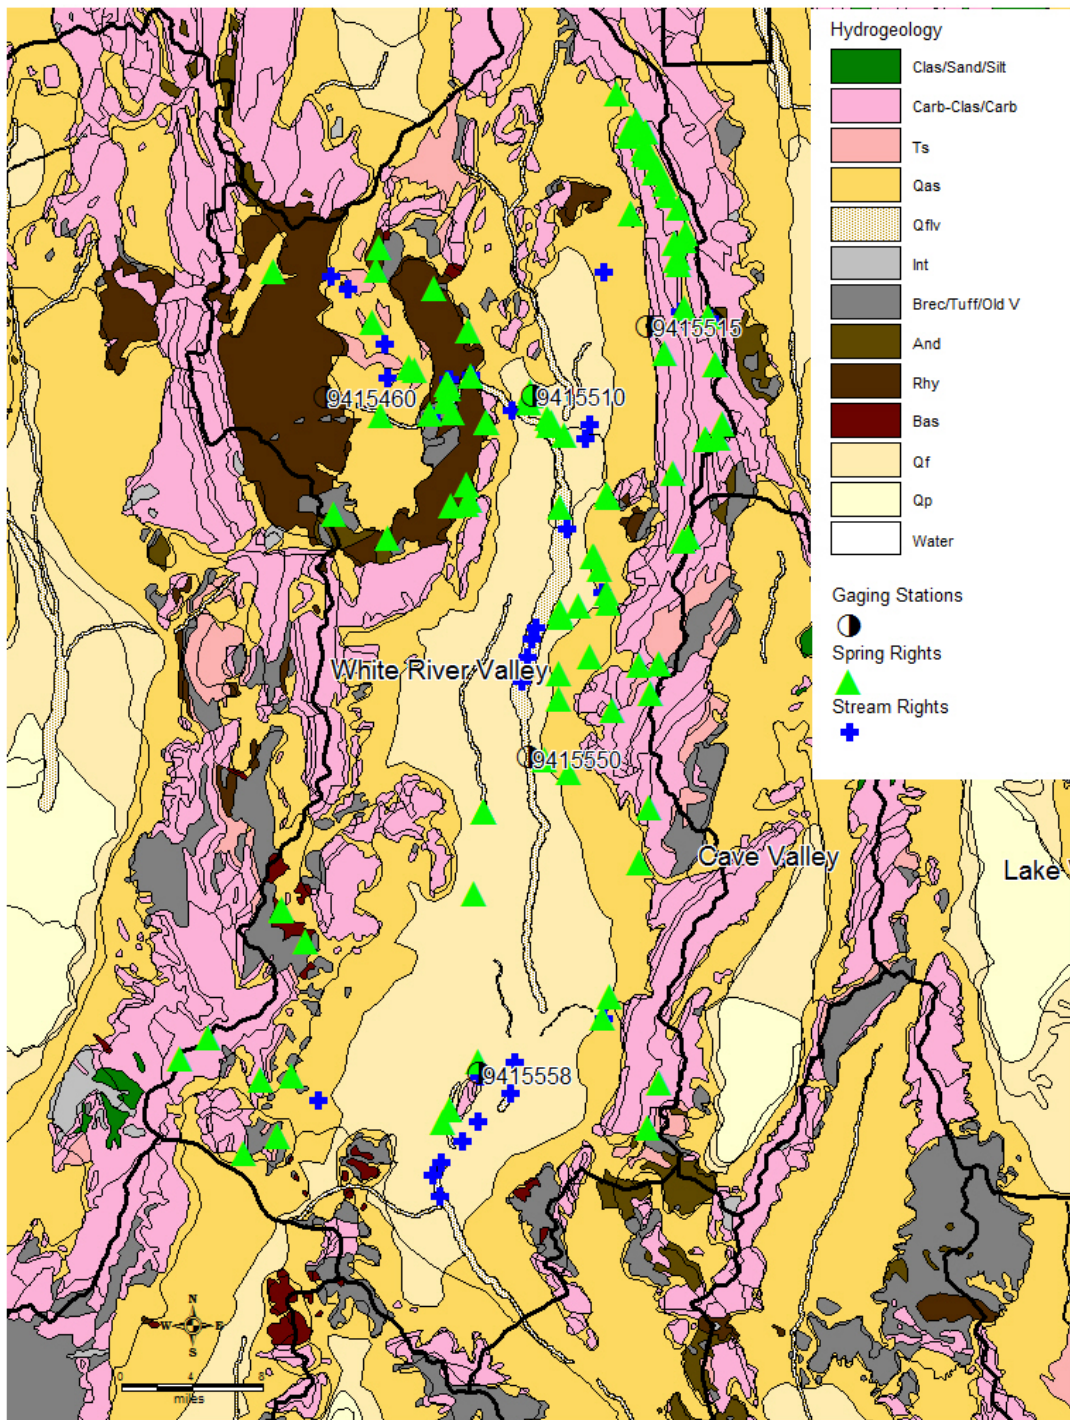 Hydrogeology
Clas/Sand/Silt
Carb-Clas/Carb
Ts
Qas
Qflv
Int
Brec/Tuff/Old V
And
Rhy
Bas
Qf
Qp
Water
Gaging Stations
Spring Rights
Stream Rights
9415515
9415460
9415510
White River Valley
9415550
Cave Valley
Lake V
9415558
N
W E
S
0 4 8
miles